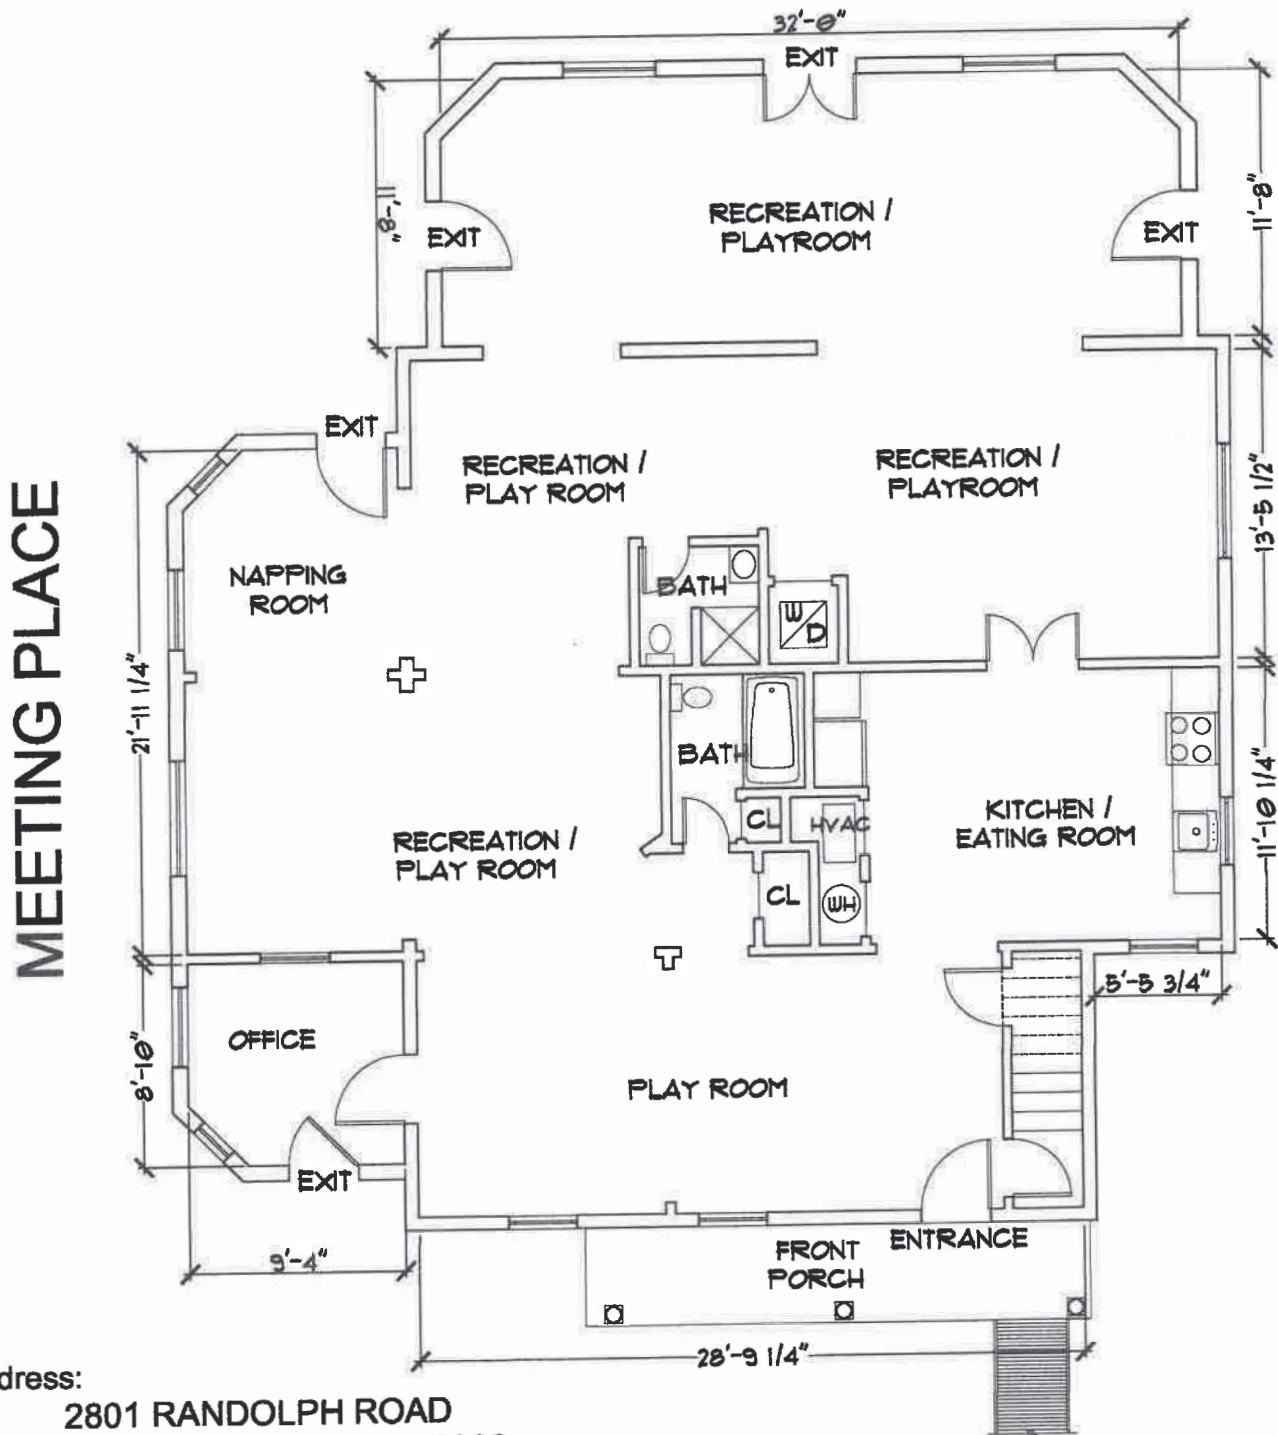 32'-0"
EXIT
11'-8"
RECREATION /
PLAYROOM
EXIT
EXIT
11'-8"
EXIT
RECREATION /
PLAY ROOM
RECREATION /
PLAYROOM
13'-5 1/2"
MEETING PLACE
NAPPING
ROOM
BATH
W
D
21'-11 1/4"
BATH
KITCHEN /
EATING ROOM
11'-10 1/4"
CL
HVAC
RECREATION /
PLAY ROOM
CL
WH
5'-5 3/4"
OFFICE
8'-10"
PLAY ROOM
EXIT
ENTRANCE
FRONT
PORCH
9'-4"
28'-9 1/4"
dress:
2801 RANDOLPH ROAD